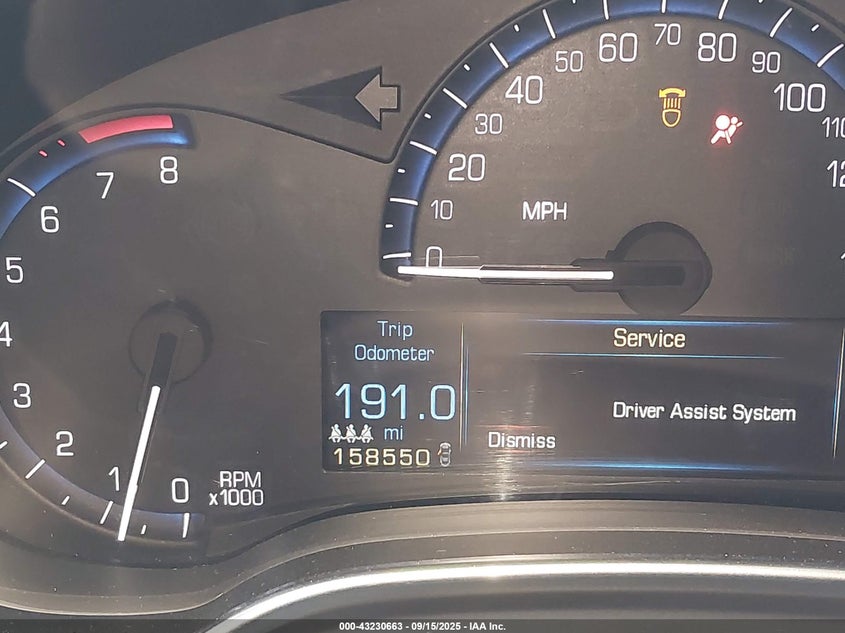 8
7
6
5
4
3
2
1
0
RPM
x1000
0
10
20
30
40
50
60
70
80
90
100
MPH
Trip
Odometer
191.0
mi
158550
Service
Driver Assist System
Dismiss
000-43230663 - 09/15/2025 - IAA Inc.